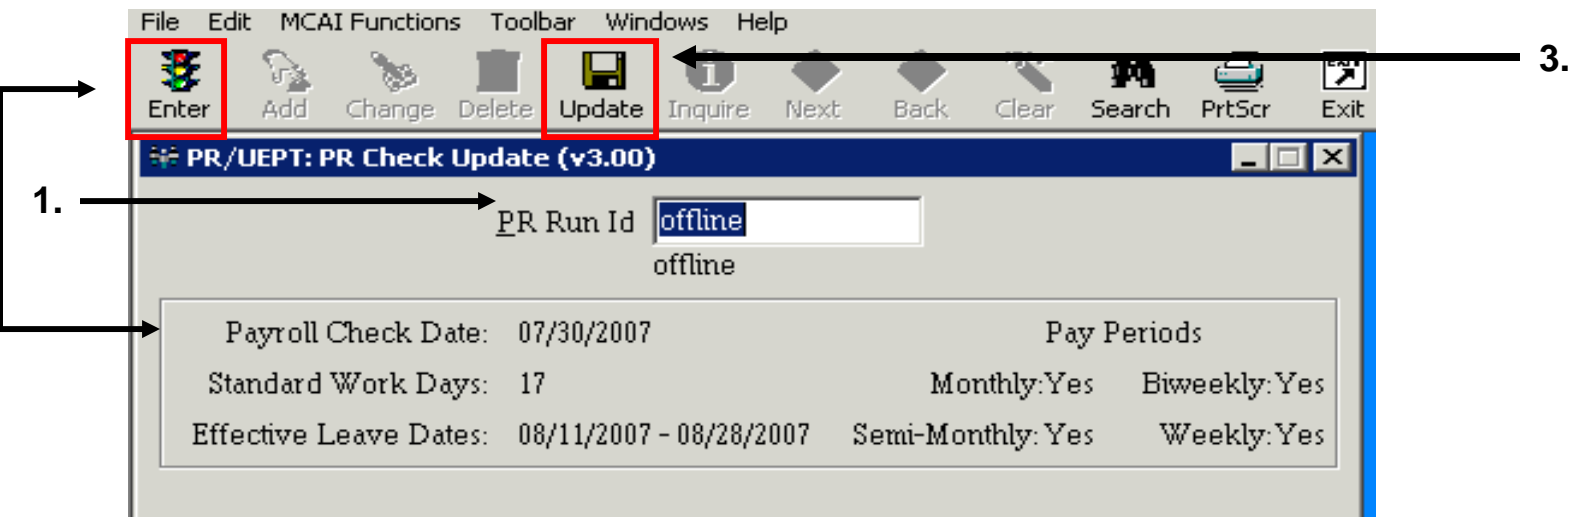 File Edit MCAI Functions Toolbar Windows Help
EXIT
Enter Add Change Delete Update Inquire Next Back Clear Search PrtScr Exit
3.
PR/UEPT: PR Check Update (v3.00)
1.
PR Run Id offline
offline
Payroll Check Date: 07/30/2007 Pay Periods
Standard Work Days: 17 Monthly:Yes Biweekly:Yes
Effective Leave Dates: 08/11/2007 - 08/28/2007 Semi-Monthly:Yes Weekly:Yes